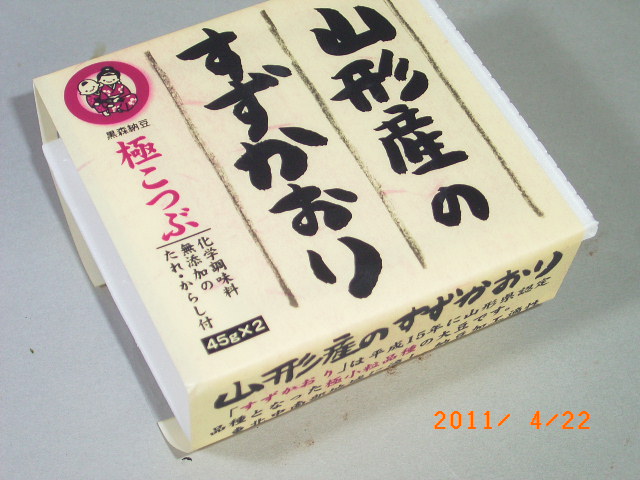 山形産の
すずかおり
黒森納豆
極こつぶ
化学調味料
無添加の
たれ・からし付
45g×2
山形産のすずかおり
「すずかおり」は平成15年に山形県認定
品種となった極小粒品種の大豆です。
2011/ 4/22